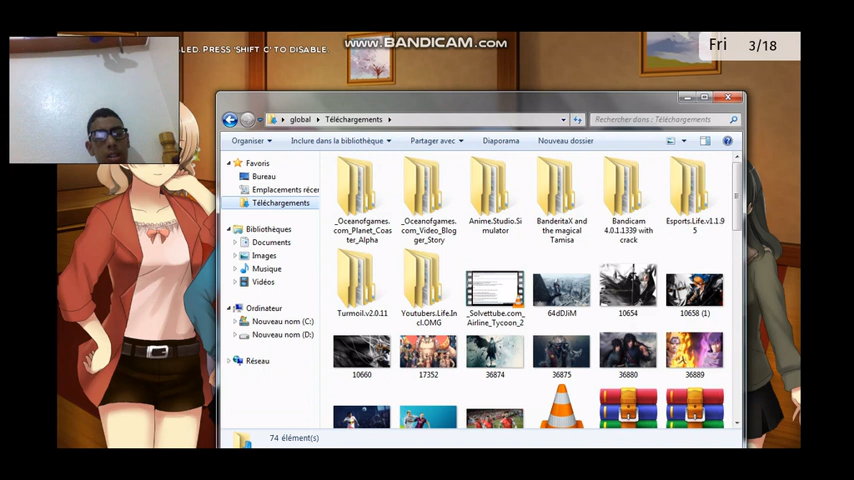 LED. PRESS 'SHIFT C' TO DISABLE.
www.BANDICAM.com
Fri 3/18
global
Téléchargements
Rechercher dans : Téléchargements
Organiser
Inclure dans la bibliothèque
Partager avec
Diaporama
Nouveau dossier
Favoris
Bureau
Emplacements récer
Téléchargements
Bibliothèques
Documents
Images
Musique
Vidéos
Ordinateur
Nouveau nom (C:)
Nouveau nom (D:)
Réseau
_Oceanofgames.
com_Planet_Coas
ter_Alpha
_Oceanofgames.
com_Video_Blog
ger_Story
Anime.Studio.Si
mulator
BanderitaX and
the magical
Tamisa
Bandicam
4.0.1.1339 with
crack
Esports.Life.v1.1.9
5
Turmoil.v2.0.11
Youtubers.Life.In
cl.OMG
_Solvettube.com_
Airline_Tycoon_2
64dDJiM
10654
10658 (1)
10660
17352
36874
36875
36880
36889
74 élément(s)